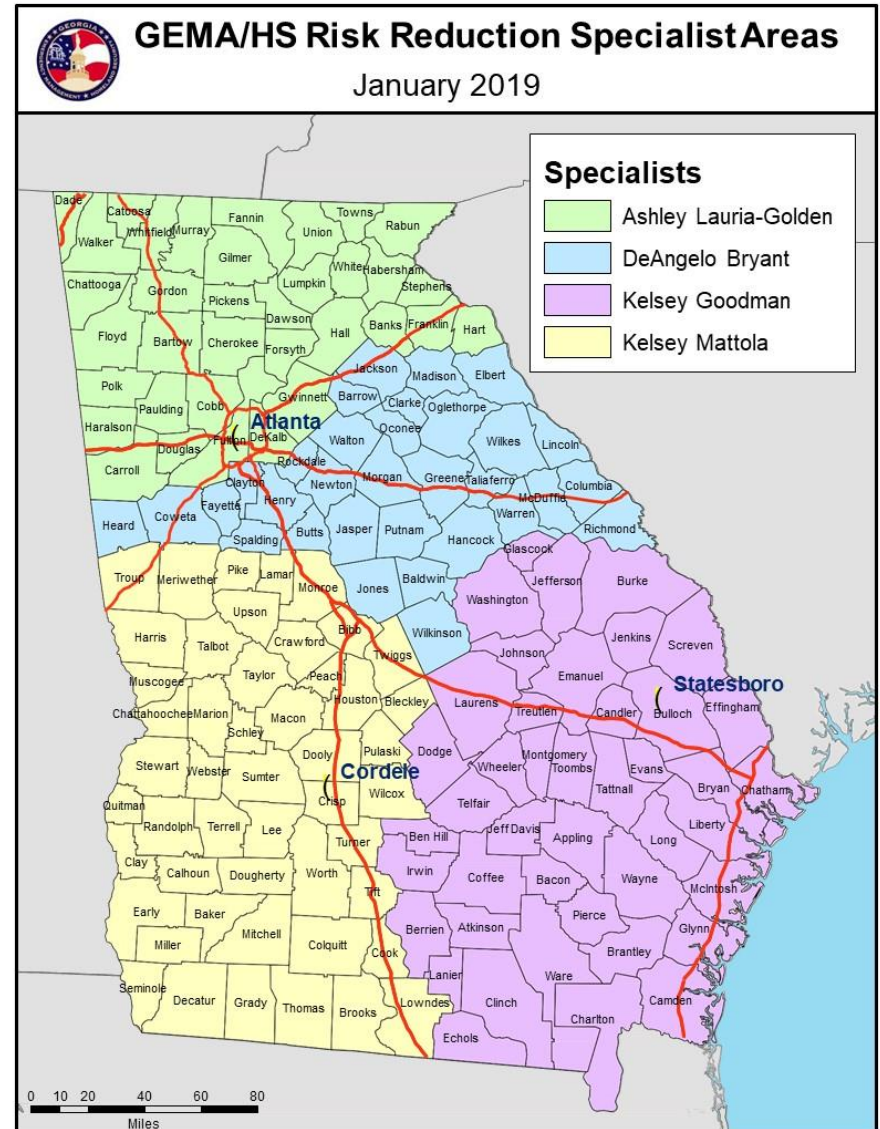 GEMA/HS Risk Reduction Specialist Areas
January 2019
Specialists
Ashley Lauria-Golden
DeAngelo Bryant
Kelsey Goodman
Kelsey Mattola
Dade
Catoosa
Whitfield
Murray
Fannin
Towns
Union
Rabun
Walker
Gilmer
White
Habersham
Chattooga
Gordon
Lumpkin
Stephens
Pickens
Dawson
Banks
Franklin
Hart
Floyd
Bartow
Cherokee
Forsyth
Hall
Jackson
Madison
Elbert
Polk
Paulding
Cobb
Gwinnett
Barrow
Clarke
Oglethorpe
Haralson
Atlanta
Oconee
Fulton
DeKalb
Walton
Wilkes
Lincoln
Douglas
Carroll
Rockdale
Clayton
Newton
Morgan
Greene
Taliaferro
Columbia
McDuffie
Heard
Coweta
Fayette
Henry
Warren
Richmond
Spalding
Butts
Jasper
Putnam
Hancock
Glascock
Troup
Meriwether
Pike
Lamar
Monroe
Jones
Baldwin
Jefferson
Burke
Washington
Upson
Bibb
Wilkinson
Harris
Talbot
Crawford
Twiggs
Johnson
Jenkins
Screven
Emanuel
Muscogee
Taylor
Peach
Houston
Bleckley
Laurens
Treutlen
Candler
Statesboro
Bulloch
Effingham
Chattahoochee
Marion
Macon
Schley
Dooly
Pulaski
Dodge
Montgomery
Wheeler
Toombs
Evans
Tattnall
Bryan
Chatham
Stewart
Webster
Sumter
Cordele
Crisp
Wilcox
Telfair
Quitman
Randolph
Terrell
Lee
Turner
Ben Hill
Jeff Davis
Appling
Long
Liberty
Clay
Calhoun
Dougherty
Worth
Tift
Irwin
Coffee
Bacon
Wayne
McIntosh
Early
Baker
Mitchell
Colquitt
Cook
Berrien
Atkinson
Pierce
Glynn
Miller
Brantley
Lanier
Ware
Seminole
Decatur
Grady
Thomas
Brooks
Lowndes
Clinch
Charlton
Camden
Echols
0 10 20 40 60 80
Miles